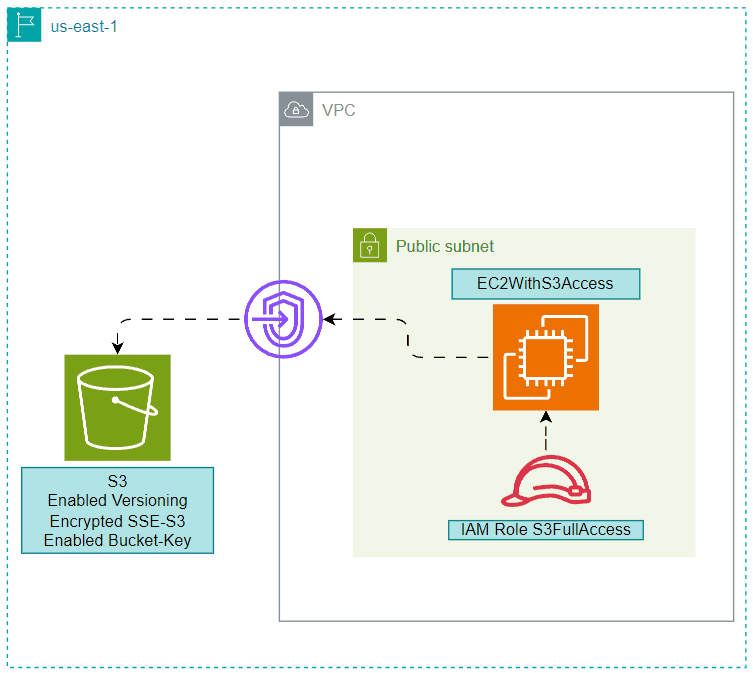 us-east-1
VPC
Public subnet
EC2WithS3Access
S3
Enabled Versioning
Encrypted SSE-S3
Enabled Bucket-Key
IAM Role S3FullAccess